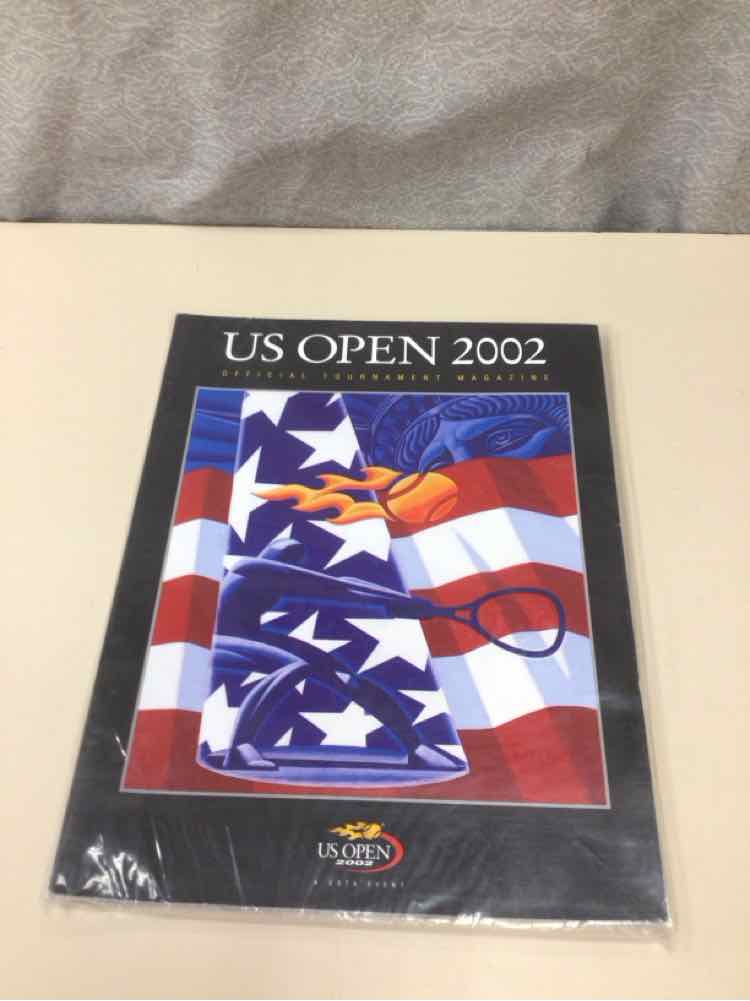 US OPEN 2002
OFFICIAL TOURNAMENT MAGAZINE
US OPEN
2002
A USTA EVENT